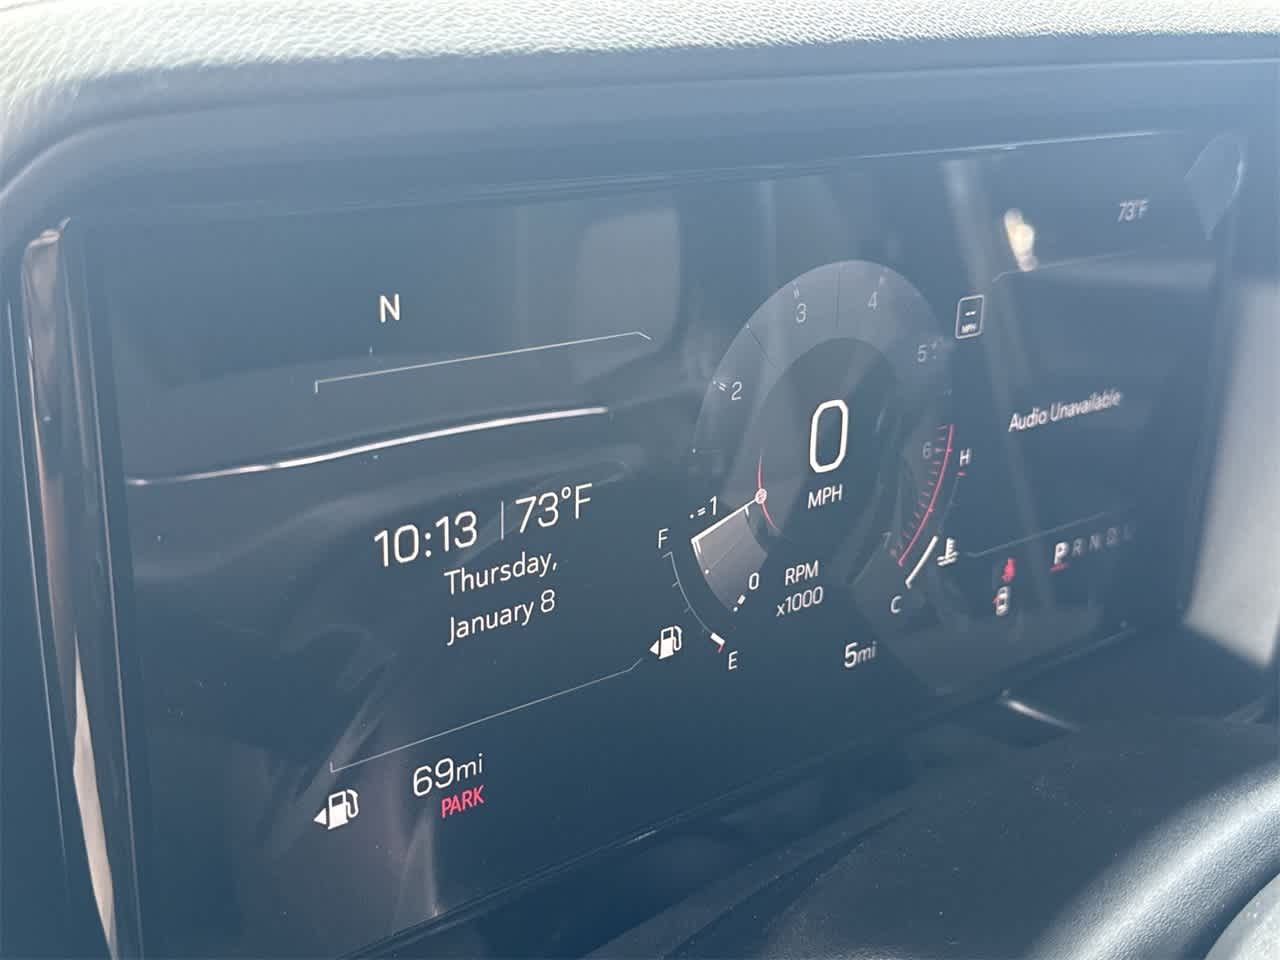 N
73°F
10:13 | 73°F
Thursday,
January 8
69mi
PARK
F
E
0
1
2
3
4
5
6
7
0
MPH
RPM
x1000
5mi
--
MPH
H
C
Audio Unavailable
P R N D L